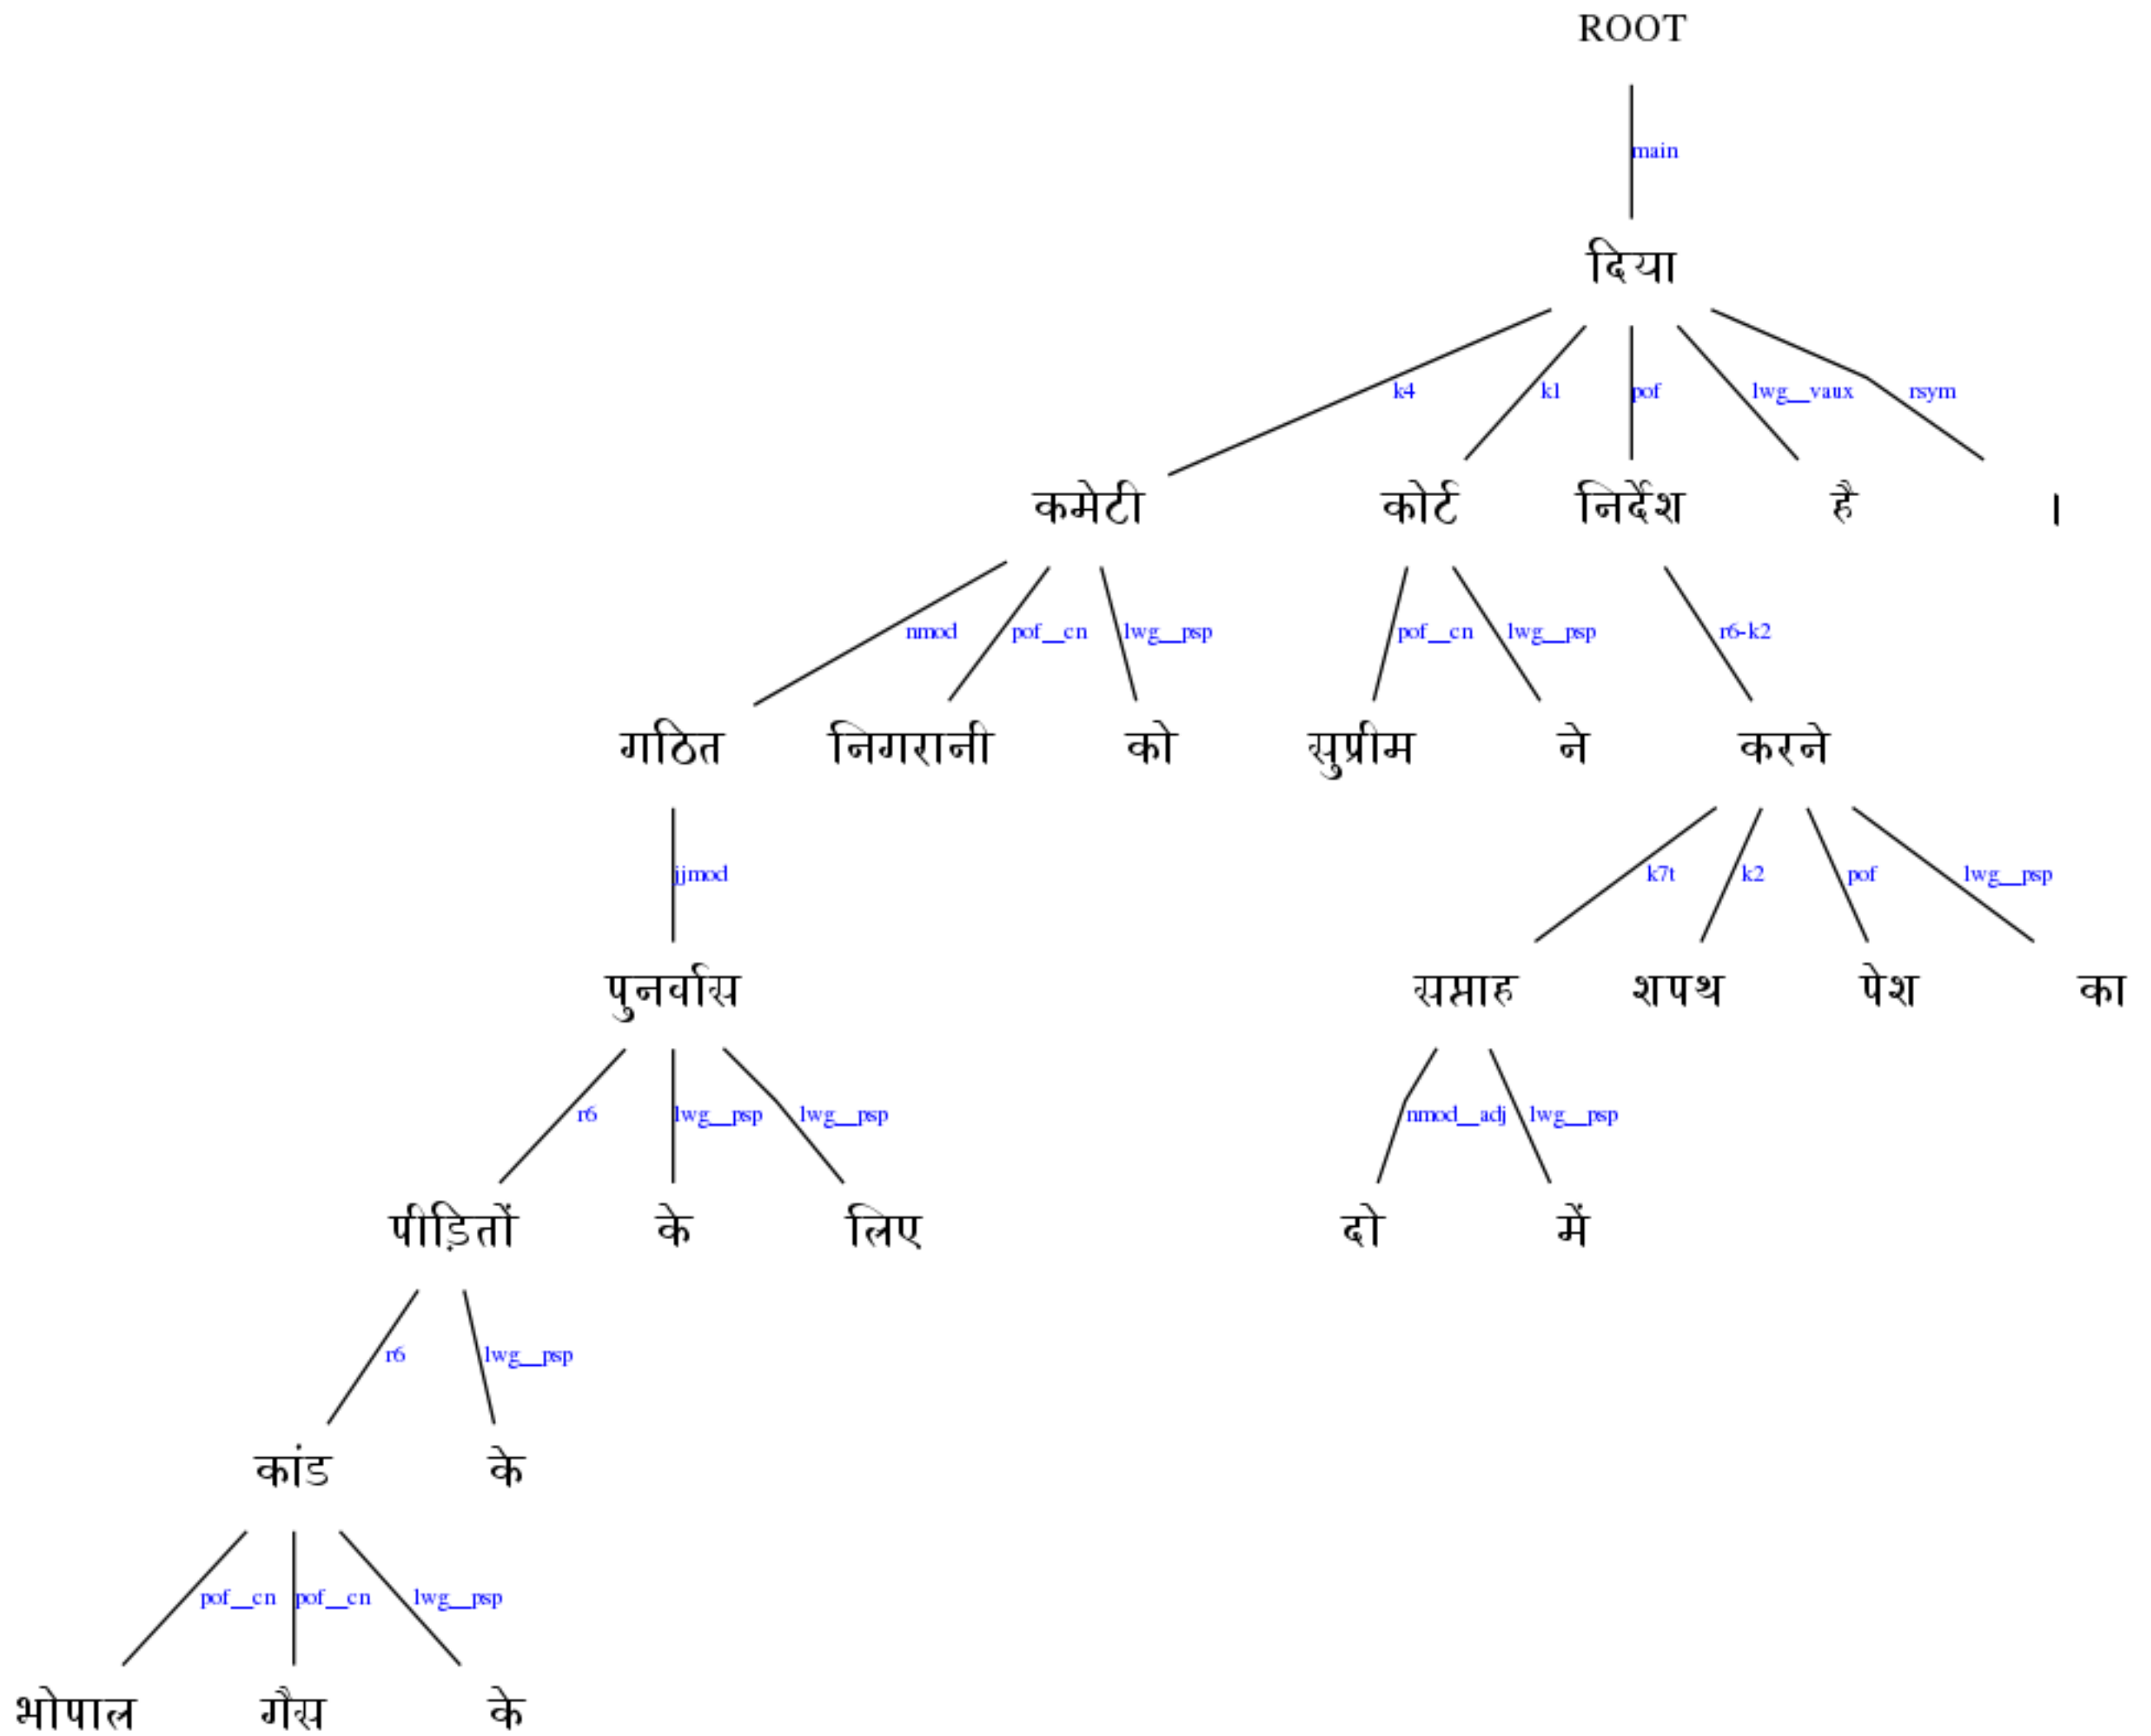 ROOT
main
दिया
k4 k1 pof lwg__vaux rsym
कमेटी कोर्ट निर्देश है ।
nmod pof__cn lwg__psp pof__cn lwg__psp r6-k2
गठित निगरानी को सुप्रीम ने करने
jjmod k7t k2 pof lwg__psp
पुनर्वास सप्ताह शपथ पेश का
r6 lwg__psp lwg__psp nmod__adj lwg__psp
पीड़ितों के लिए दो में
r6 lwg__psp
कांड के
pof__cn pof__cn lwg__psp
भोपाल गैस के